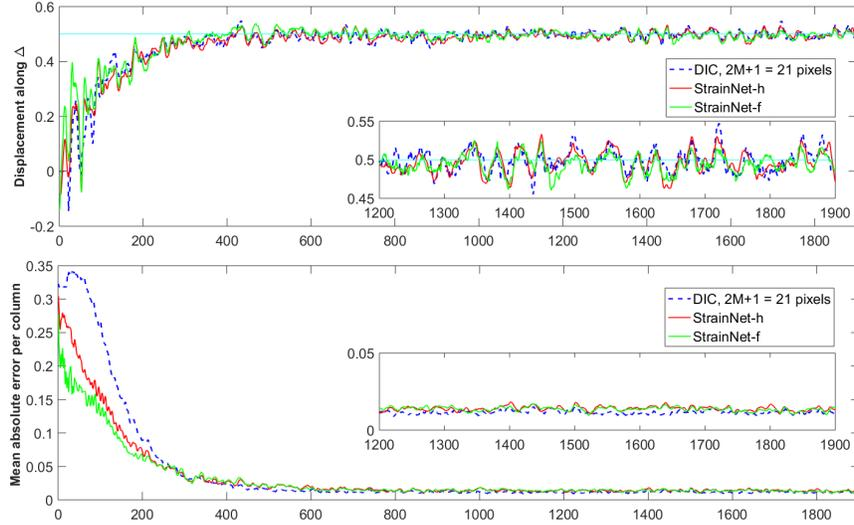 0.6
0.4
0.2
0
-0.2
Displacement along Δ
DIC, 2M+1 = 21 pixels
StrainNet-h
StrainNet-f
0.55
0.5
0.45
1200 1300 1400 1500 1600 1700 1800 1900
0 200 400 600 800 1000 1200 1400 1600 1800
0.35
0.3
0.25
0.2
0.15
0.1
0.05
0
Mean absolute error per column
DIC, 2M+1 = 21 pixels
StrainNet-h
StrainNet-f
0.05
0
1200 1300 1400 1500 1600 1700 1800 1900
0 200 400 600 800 1000 1200 1400 1600 1800